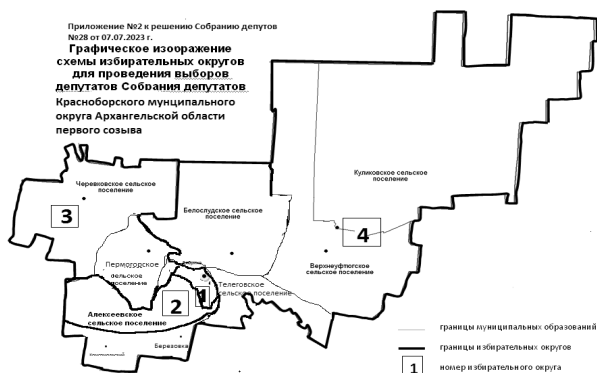 Приложение №2 к решению Собранию депутов
№28 от 07.07.2023 г.
Графическое изооражение
схемы избирательных округов
для проведения выборов
депутатов Собрания депутатов
Красноборского мунципального
округа Архангельской области
первого созыва
Куликовское сельское
поселение
Черевковское сельское
поселение
3
Белослудское сельское
поселение
4
Верхнеуфтюгское
сельское поселение
Пермогорское
сельское
поселение
Телеговское
сельское поселение
2
1
Алексеевское
сельское поселение
Березовка
границы муниципальных образований
границы избирательных округов
1
номер избирательного округа